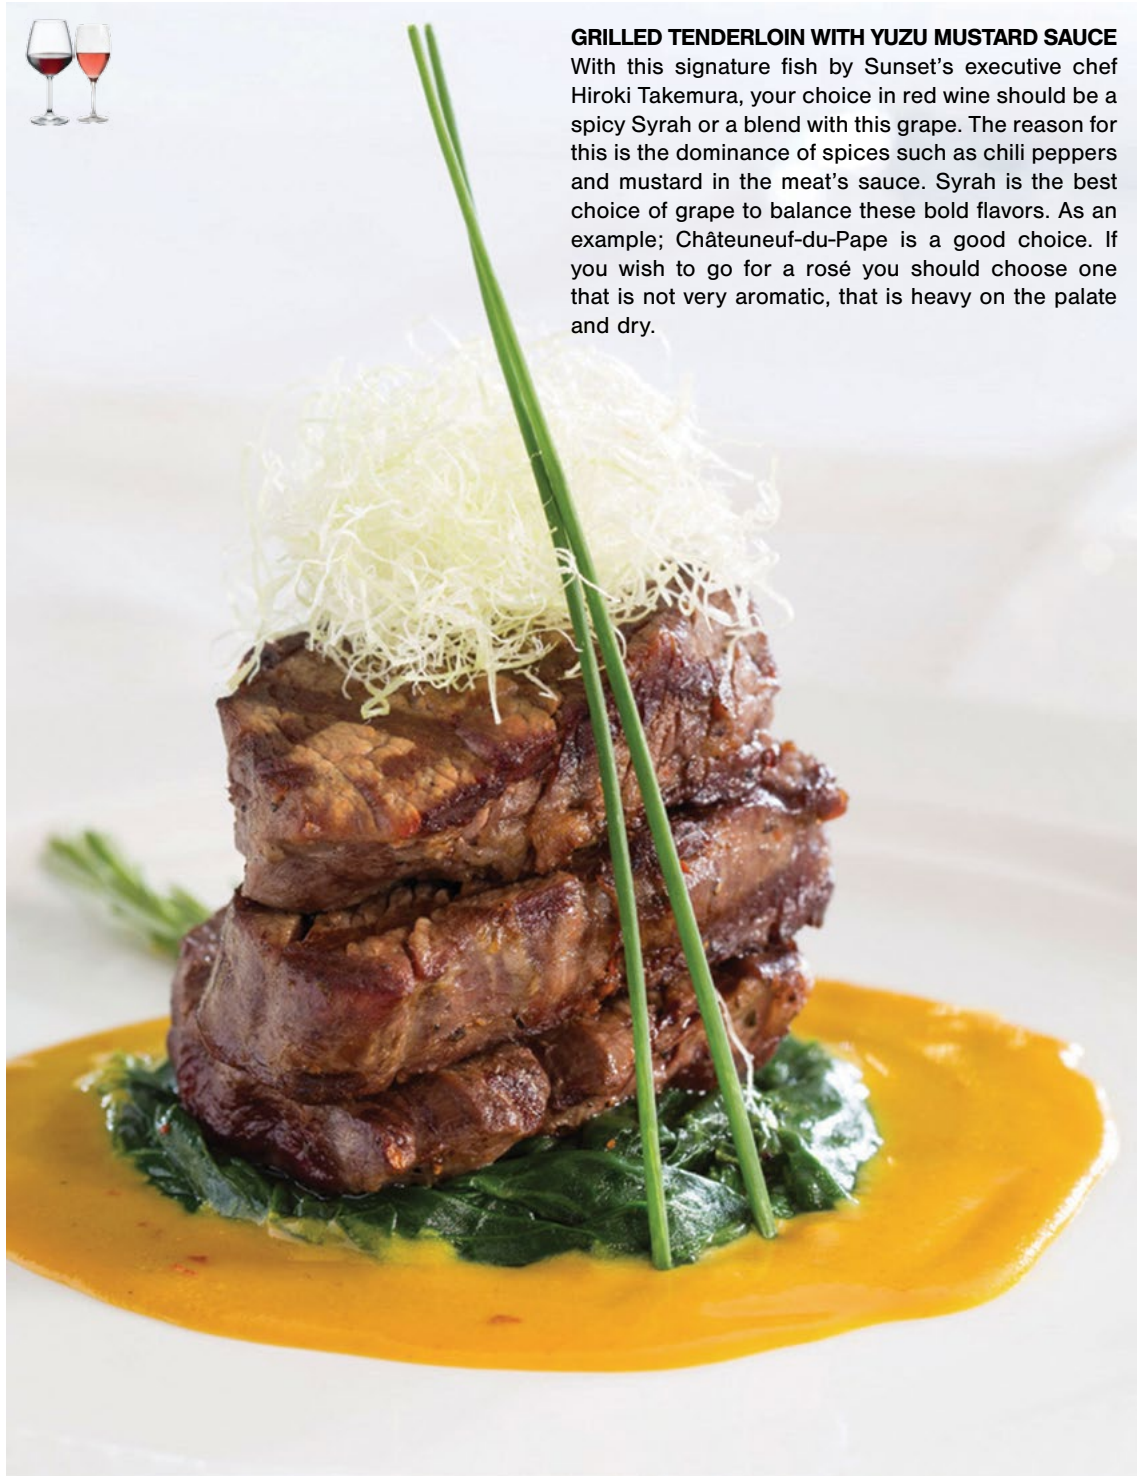 GRILLED TENDERLOIN WITH YUZU MUSTARD SAUCE
With this signature fish by Sunset's executive chef
Hiroki Takemura, your choice in red wine should be a
spicy Syrah or a blend with this grape. The reason for
this is the dominance of spices such as chili peppers
and mustard in the meat's sauce. Syrah is the best
choice of grape to balance these bold flavors. As an
example; Châteuneuf-du-Pape is a good choice. If
you wish to go for a rosé you should choose one
that is not very aromatic, that is heavy on the palate
and dry.